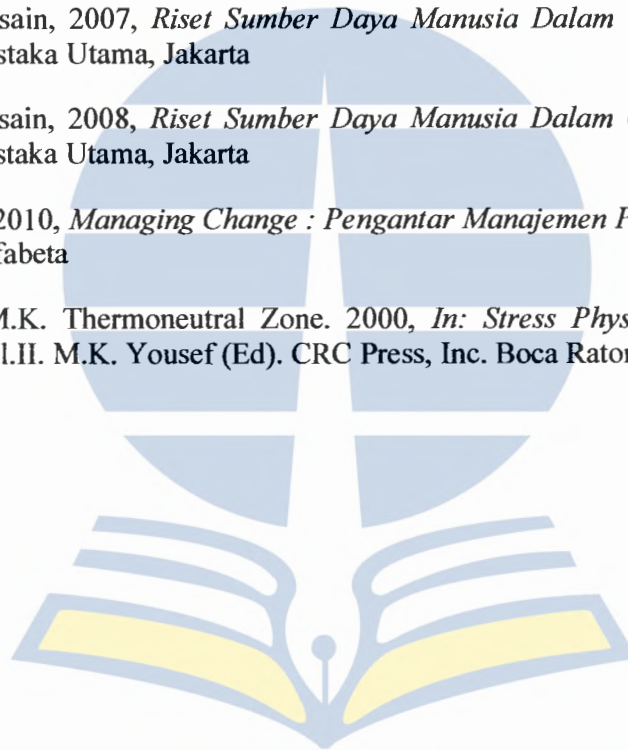 sain, 2007, Riset Sumber Daya Manusia Dalam
staka Utama, Jakarta
sain, 2008, Riset Sumber Daya Manusia Dalam
staka Utama, Jakarta
2010, Managing Change : Pengantar Manajemen P
fabeta
M.K. Thermoneutral Zone. 2000, In: Stress Phys
l.II. M.K. Yousef (Ed). CRC Press, Inc. Boca Raton